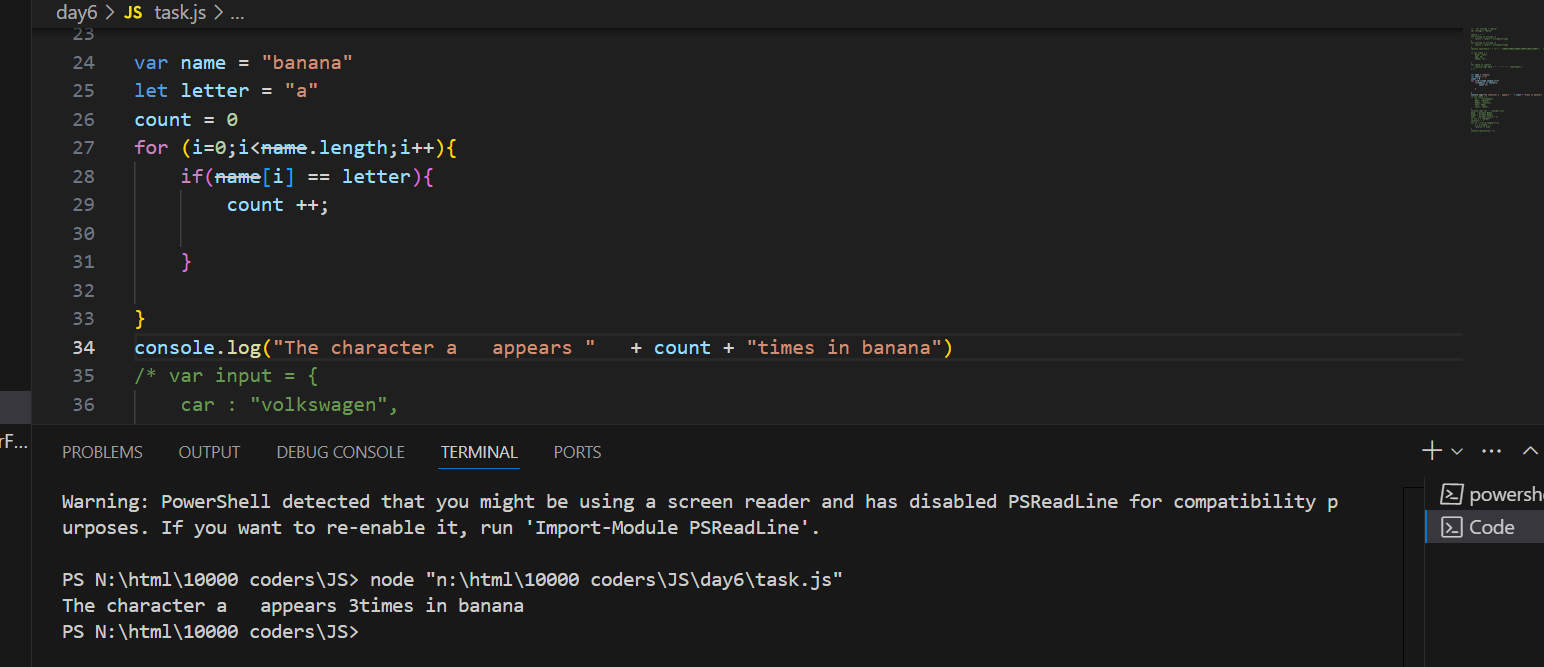 day6 > JS task.js > ...
23
24 var name = "banana"
25 let letter = "a"
26 count = 0
27 for (i=0;i<name.length;i++){
28     if(name[i] == letter){
29         count ++;
30
31     }
32
33 }
34 console.log("The character a   appears "   + count + "times in banana")
35 /* var input = {
36     car : "volkswagen",
rF...
PROBLEMS OUTPUT DEBUG CONSOLE TERMINAL PORTS
Warning: PowerShell detected that you might be using a screen reader and has disabled PSReadLine for compatibility p
urposes. If you want to re-enable it, run 'Import-Module PSReadLine'.
PS N:\html\10000 coders\JS> node "n:\html\10000 coders\JS\day6\task.js"
The character a   appears 3times in banana
PS N:\html\10000 coders\JS>
powersh
Code